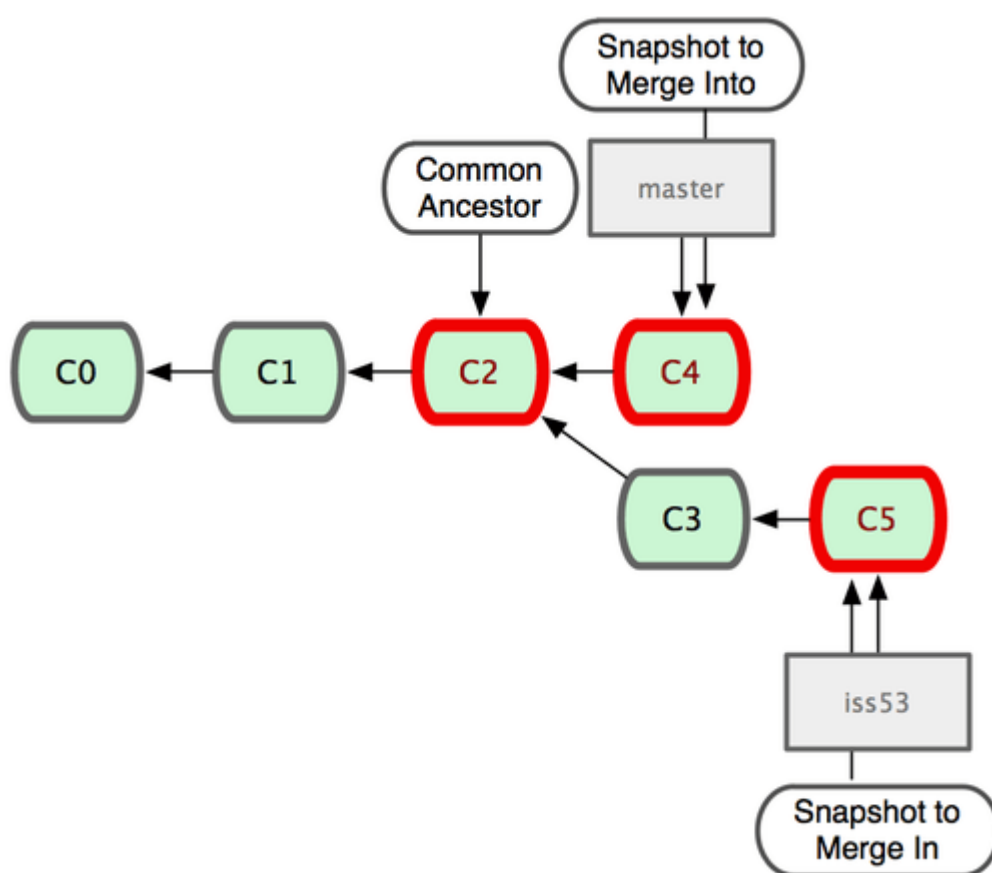 Snapshot to
Merge Into
Common
Ancestor
master
C0
C1
C2
C4
C3
C5
iss53
Snapshot to
Merge In